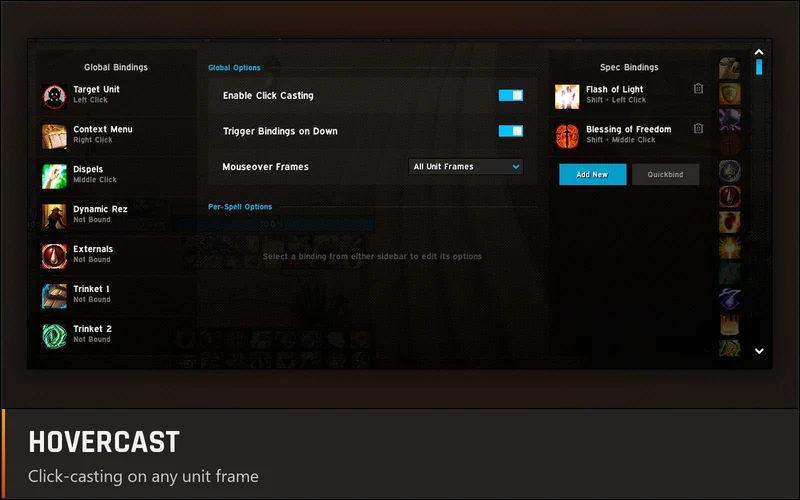 Global Bindings
Target Unit
Left Click
Context Menu
Right Click
Dispels
Middle Click
Dynamic Rez
Not Bound
Externals
Not Bound
Trinket 1
Not Bound
Trinket 2
Not Bound
Global Options
Enable Click Casting
Trigger Bindings on Down
Mouseover Frames
All Unit Frames
Per-Spell Options
Select a binding from either sidebar to edit its options
Spec Bindings
Flash of Light
Shift - Left Click
Blessing of Freedom
Shift - Middle Click
Add New
Quickbind
HOVERCAST
Click-casting on any unit frame